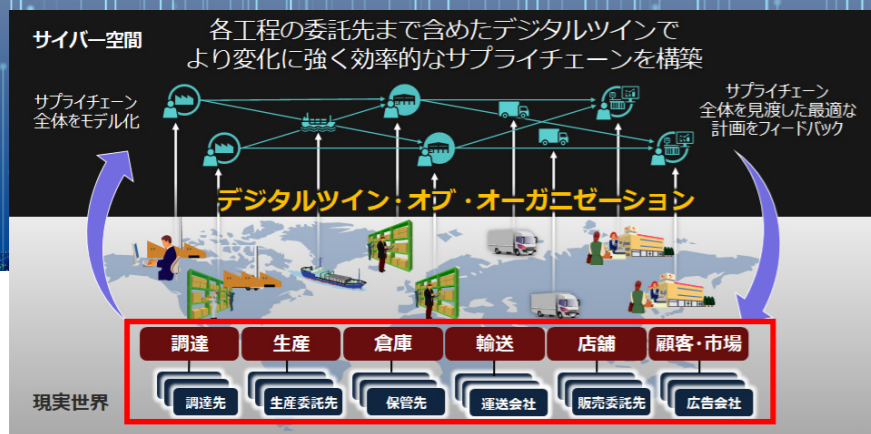 サイバー空間
各工程の委託先まで含めたデジタルツインで
より変化に強く効率的なサプライチェーンを構築
サプライチェーン
全体をモデル化
サプライチェーン
全体を見渡した最適な
計画をフィードバック
デジタルツイン・オブ・オーガニゼーション
調達
生産
倉庫
輸送
店舗
顧客・市場
調達先
生産委託先
保管先
運送会社
販売委託先
広告会社
現実世界